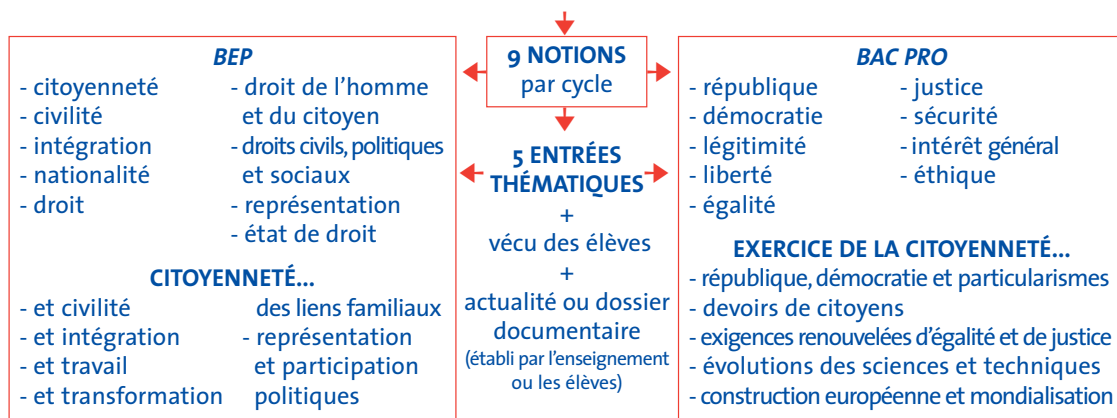 BEP
- citoyenneté
- civilité
- intégration
- nationalité
- droit
- droit de l'homme
et du citoyen
- droits civils, politiques
et sociaux
- représentation
- état de droit
CITOYENNETÉ...
- et civilité
- et intégration
- et travail
- et transformation
des liens familiaux
- représentation
et participation
politiques
9 NOTIONS
par cycle
5 ENTRÉES
THÉMATIQUES
+
vécu des élèves
+
actualité ou dossier
documentaire
(établi par l'enseignement
ou les élèves)
BAC PRO
- république
- démocratie
- légitimité
- liberté
- égalité
- justice
- sécurité
- intérêt général
- éthique
EXERCICE DE LA CITOYENNETÉ...
- république, démocratie et particularismes
- devoirs de citoyens
- exigences renouvelées d'égalité et de justice
- évolutions des sciences et techniques
- construction européenne et mondialisation